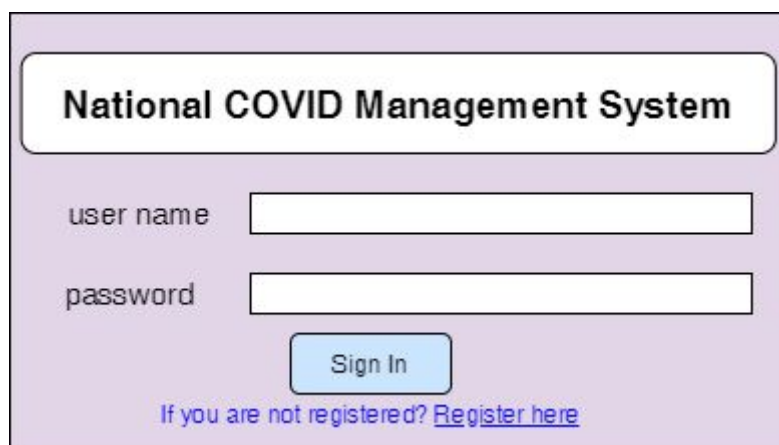 National COVID Management System
user name
password
Sign In
If you are not registered? Register here